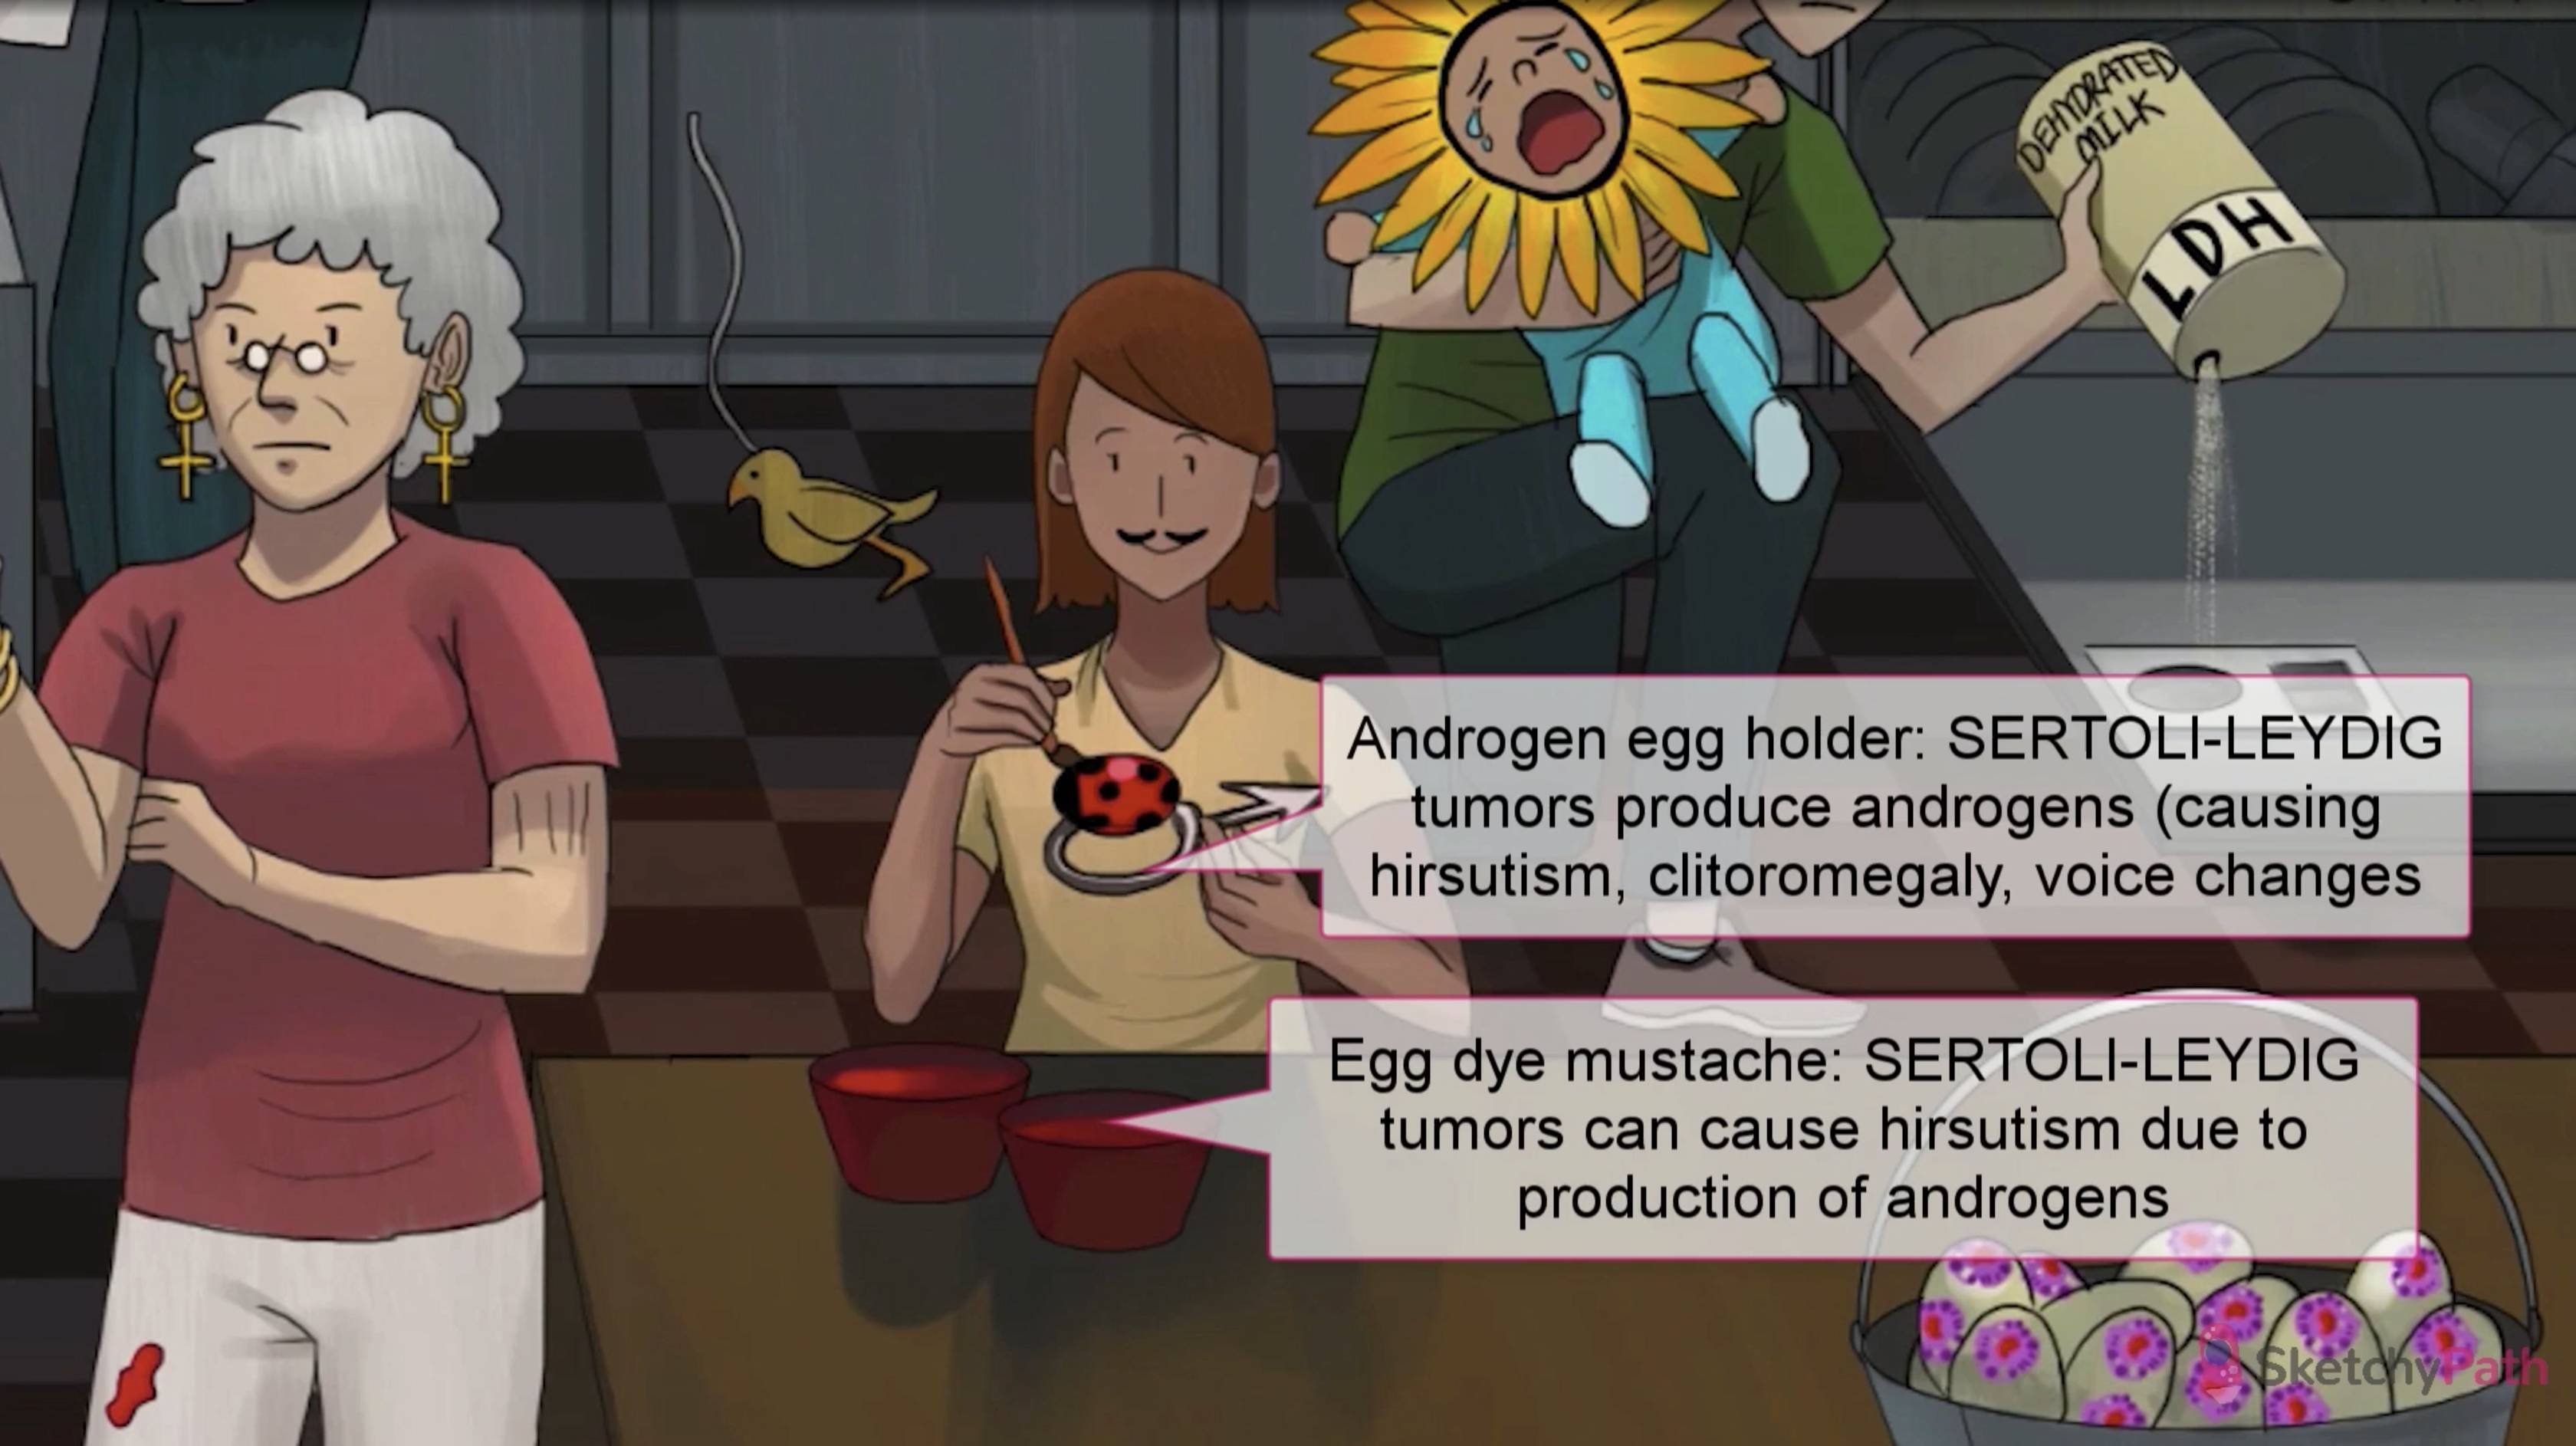 DEHYDRATED
MILK
LDH
Androgen egg holder: SERTOLI-LEYDIG
tumors produce androgens (causing
hirsutism, clitoromegaly, voice changes
Egg dye mustache: SERTOLI-LEYDIG
tumors can cause hirsutism due to
production of androgens
SketchyPath